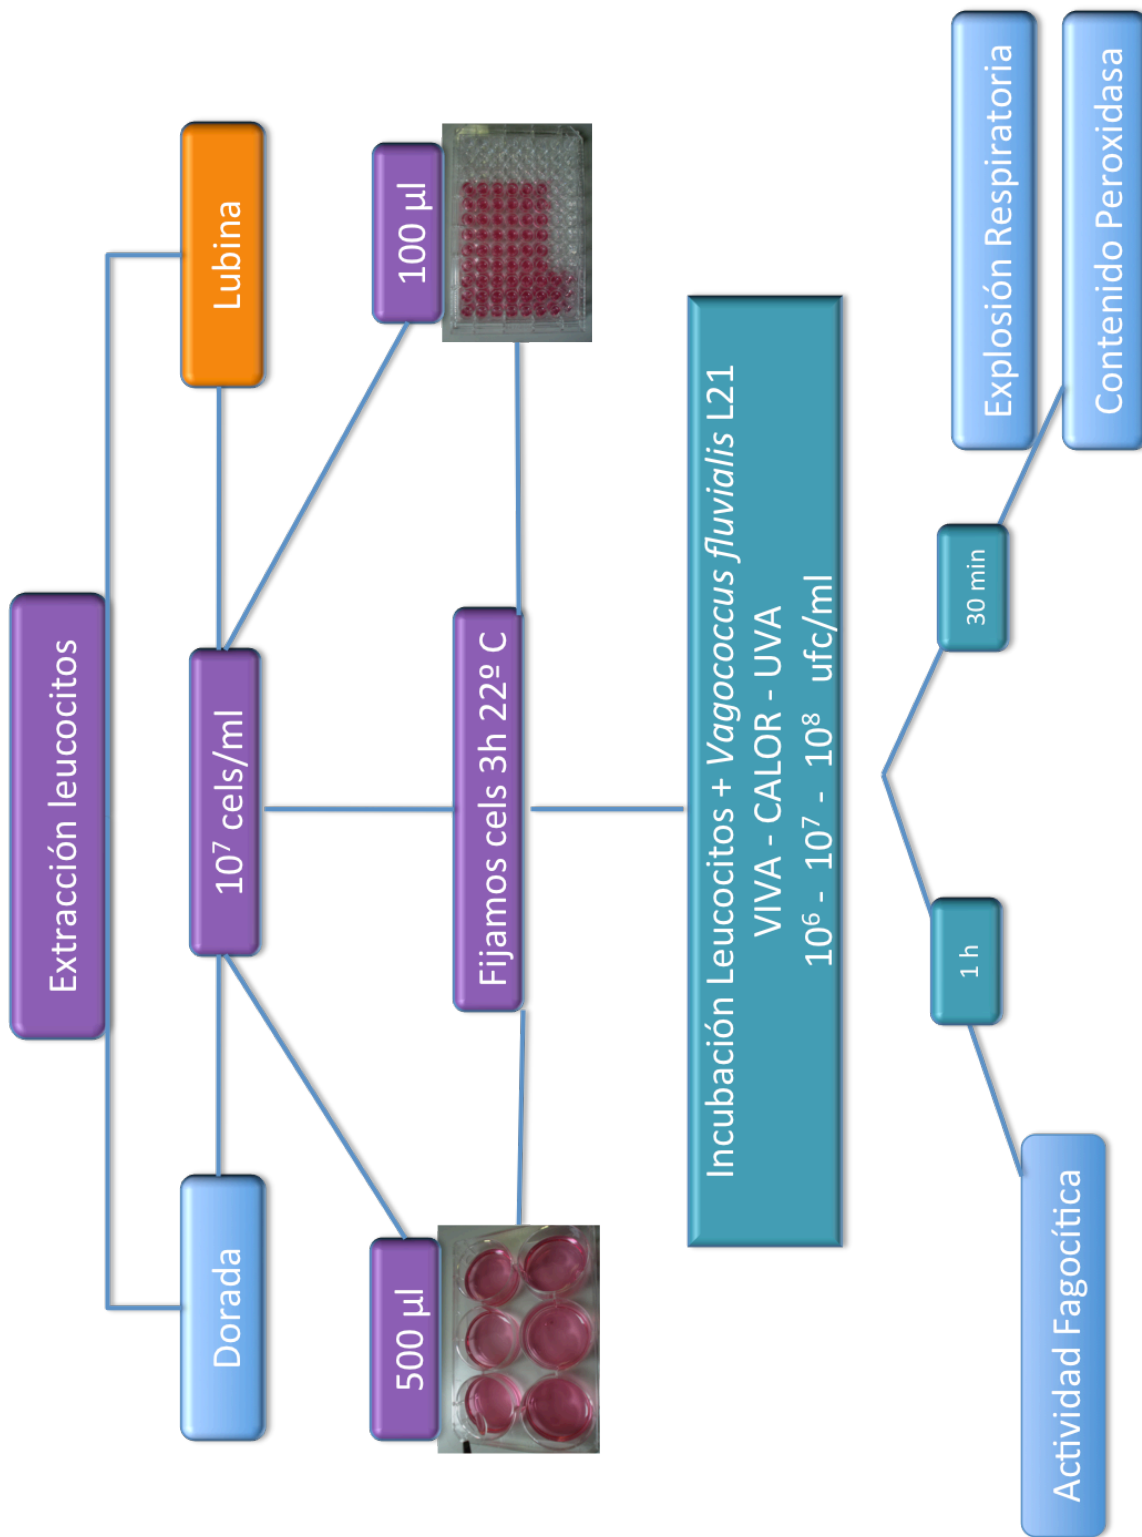 Extracción leucocitos
Dorada
10⁷ cels/ml
Lubina
500 µl
100 µl
Fijamos cels 3h 22º C
Incubación Leucocitos + Vagococcus fluvialis L21
VIVA - CALOR - UVA
10⁶ - 10⁷ - 10⁸ ufc/ml
1 h
30 min
Actividad Fagocítica
Explosión Respiratoria
Contenido Peroxidasa